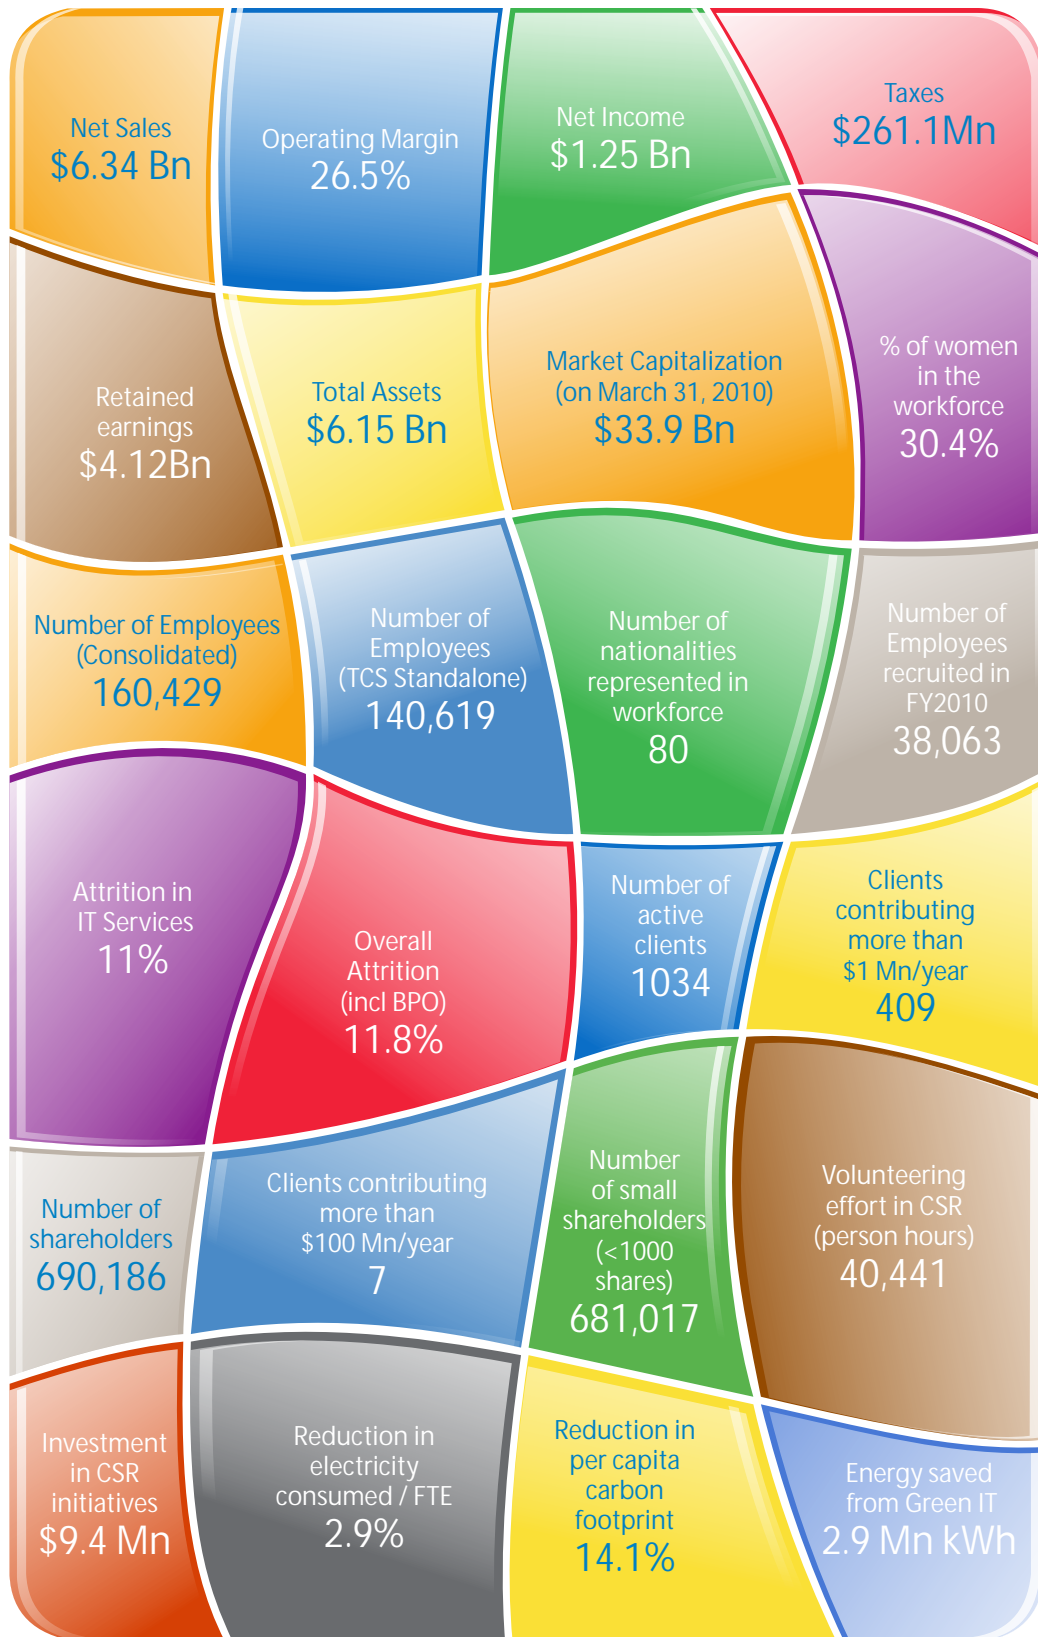 Net Sales
$6.34 Bn
Operating Margin
26.5%
Net Income
$1.25 Bn
Taxes
$261.1Mn
Retained
earnings
$4.12Bn
Total Assets
$6.15 Bn
Market Capitalization
(on March 31, 2010)
$33.9 Bn
% of women
in the
workforce
30.4%
Number of Employees
(Consolidated)
160,429
Number of
Employees
(TCS Standalone)
140,619
Number of
nationalities
represented in
workforce
80
Number of
Employees
recruited in
FY2010
38,063
Attrition in
IT Services
11%
Overall
Attrition
(incl BPO)
11.8%
Number of
active
clients
1034
Clients
contributing
more than
$1 Mn/year
409
Number of
shareholders
690,186
Clients contributing
more than
$100 Mn/year
7
Number
of small
shareholders
(<1000
shares)
681,017
Volunteering
effort in CSR
(person hours)
40,441
Investment
in CSR
initiatives
$9.4 Mn
Reduction in
electricity
consumed / FTE
2.9%
Reduction in
per capita
carbon
footprint
14.1%
Energy saved
from Green IT
2.9 Mn kWh